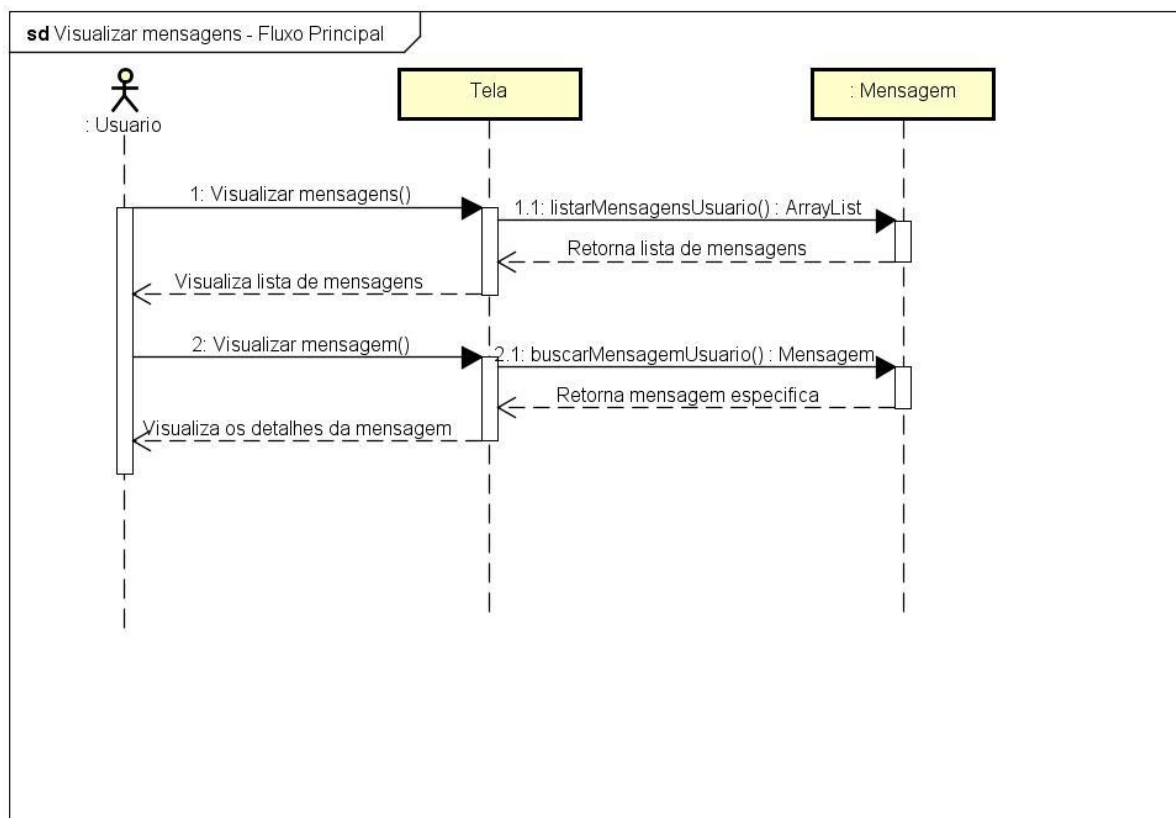 sd Visualizar mensagens - Fluxo Principal
: Usuario
Tela
: Mensagem
1: Visualizar mensagens()
1.1: listarMensagensUsuario() : ArrayList
Retorna lista de mensagens
Visualiza lista de mensagens
2: Visualizar mensagem()
2.1: buscarMensagemUsuario() : Mensagem
Retorna mensagem especifica
Visualiza os detalhes da mensagem